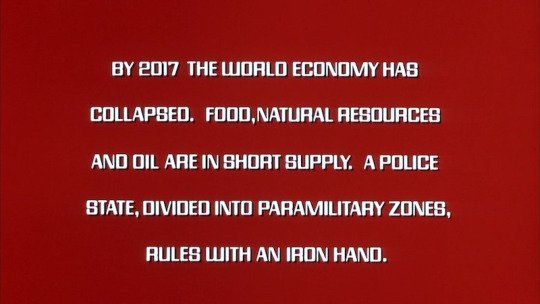 BY 2017 THE WORLD ECONOMY HAS
COLLAPSED. FOOD,NATURAL RESOURCES
AND OIL ARE IN SHORT SUPPLY. A POLICE
STATE, DIVIDED INTO PARAMILITARY ZONES,
RULES WITH AN IRON HAND.